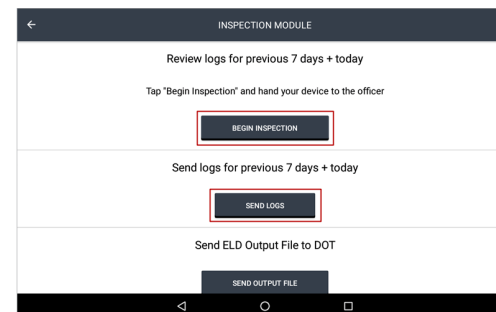 INSPECTION MODULE
Review logs for previous 7 days + today
Tap "Begin Inspection" and hand your device to the officer
BEGIN INSPECTION
Send logs for previous 7 days + today
SEND LOGS
Send ELD Output File to DOT
SEND OUTPUT FILE